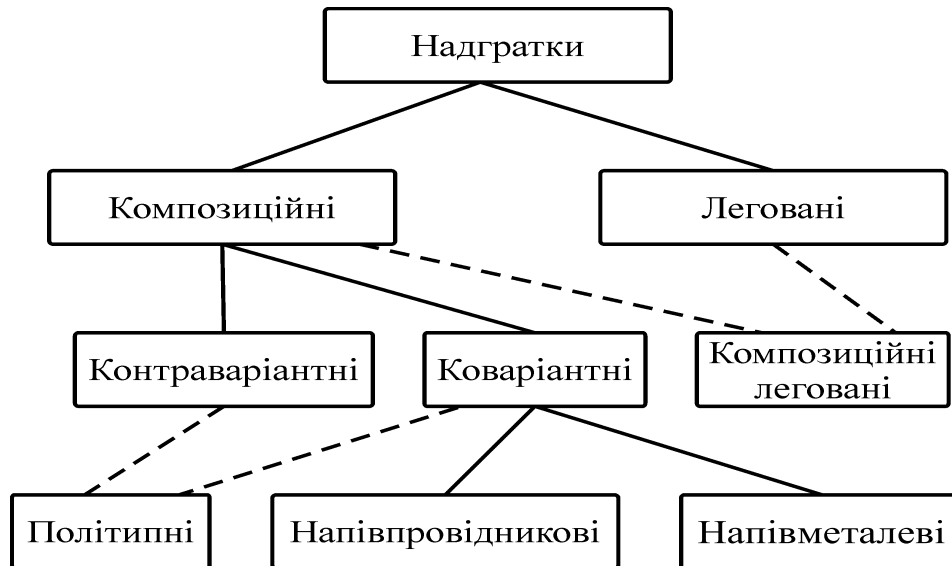 Надгратки
Композиційні
Леговані
Контраваріантні
Коваріантні
Композиційні
леговані
Політипні
Напівпровідникові
Напівметалеві